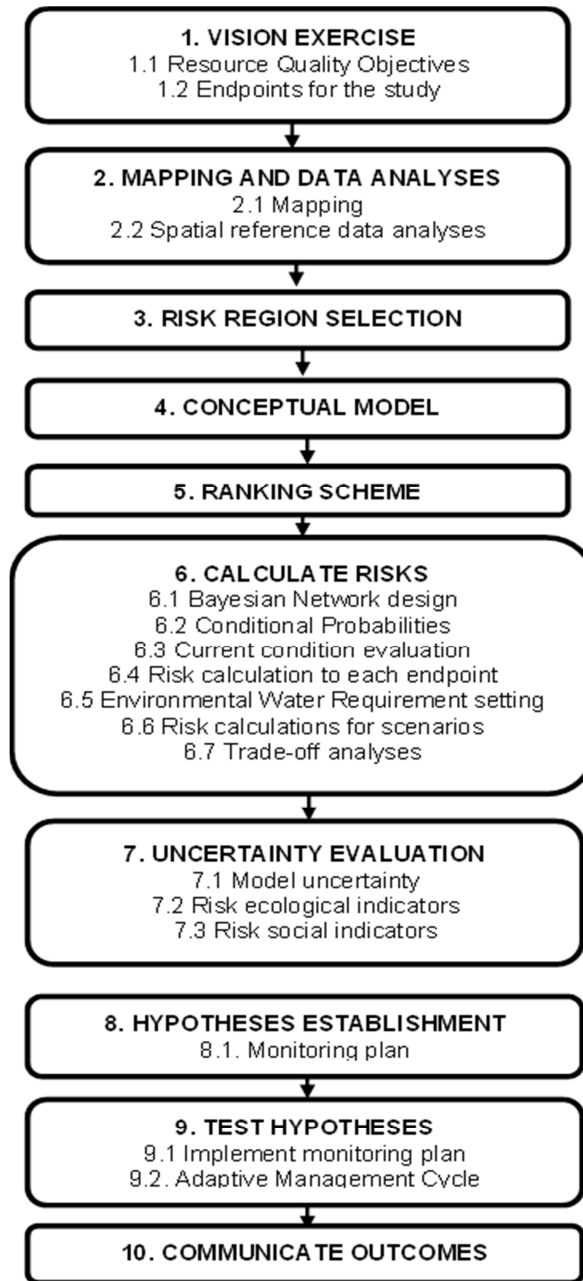 1. VISION EXERCISE
1.1 Resource Quality Objectives
1.2 Endpoints for the study
2. MAPPING AND DATA ANALYSES
2.1 Mapping
2.2 Spatial reference data analyses
3. RISK REGION SELECTION
4. CONCEPTUAL MODEL
5. RANKING SCHEME
6. CALCULATE RISKS
6.1 Bayesian Network design
6.2 Conditional Probabilities
6.3 Current condition evaluation
6.4 Risk calculation to each endpoint
6.5 Environmental Water Requirement setting
6.6 Risk calculations for scenarios
6.7 Trade-off analyses
7. UNCERTAINTY EVALUATION
7.1 Model uncertainty
7.2 Risk ecological indicators
7.3 Risk social indicators
8. HYPOTHESES ESTABLISHMENT
8.1. Monitoring plan
9. TEST HYPOTHESES
9.1 Implement monitoring plan
9.2. Adaptive Management Cycle
10. COMMUNICATE OUTCOMES